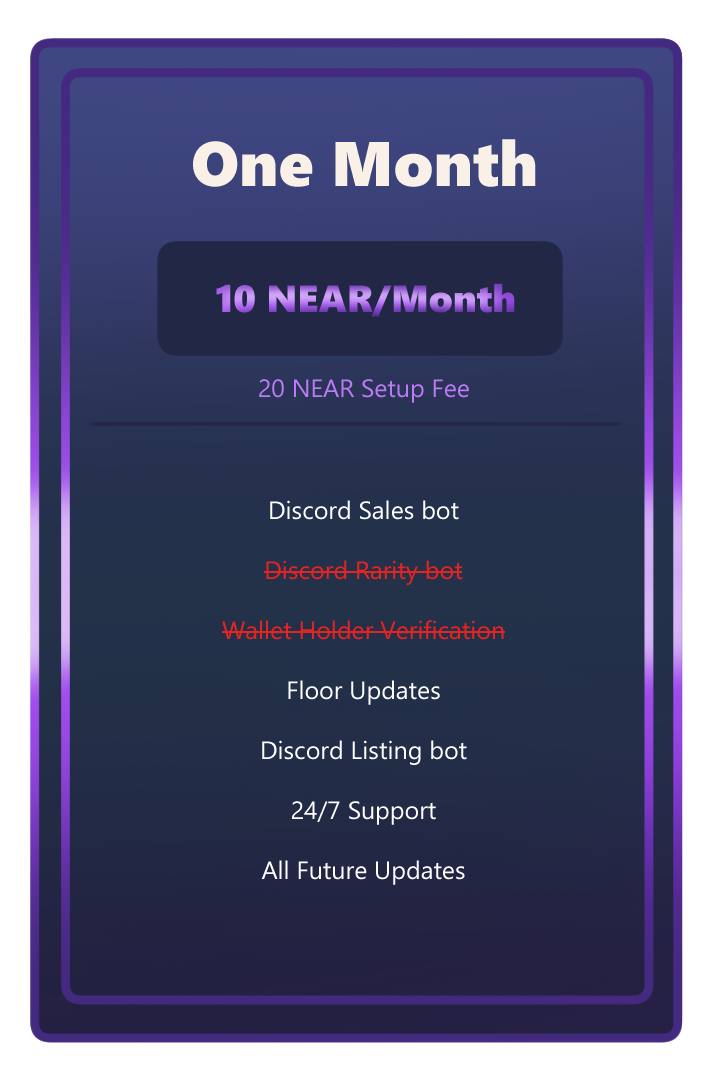 One Month
10 NEAR/Month
20 NEAR Setup Fee
Discord Sales bot
Discord Rarity bot
Wallet Holder Verification
Floor Updates
Discord Listing bot
24/7 Support
All Future Updates